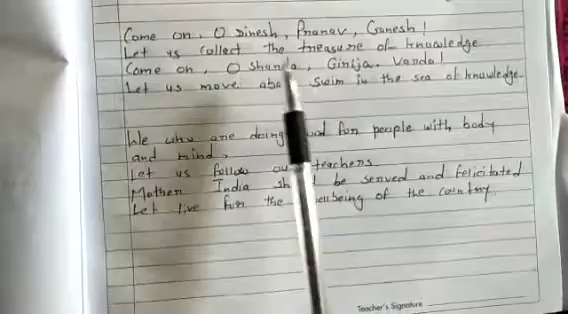 Come on, O Dinesh, Pranav, Ganesh!
Let us collect the treasure of knowledge
Come on, O Sharda, Girija, Vanda!
Let us move swim in the sea of knowledge
We who are doing for people with body
and mind,
Let us follow teachers
Mother India be served and felicitated
Let live for the wellbeing of the country
Teacher's Signature